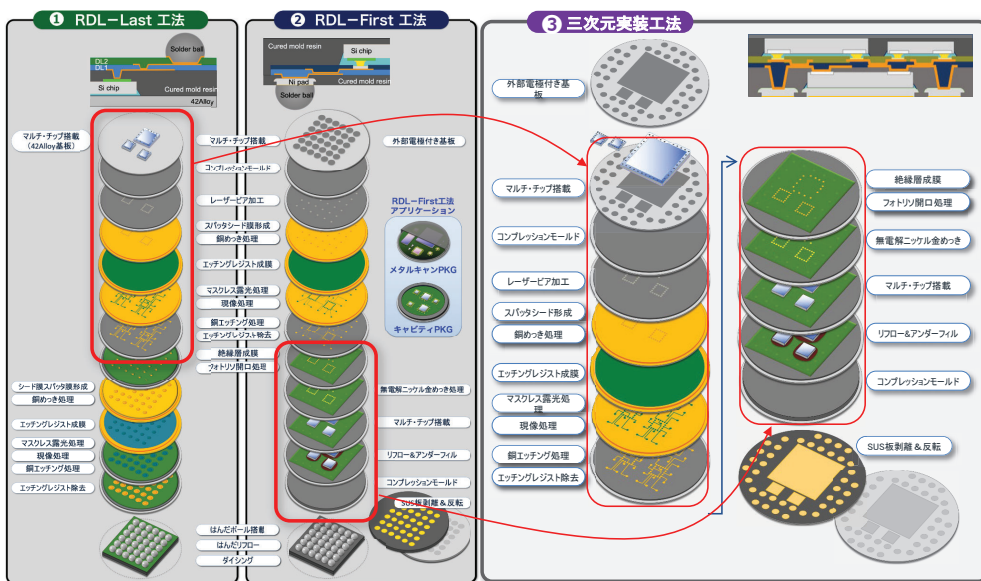 ❶ RDL-Last 工法
Solder ball
DL2
DL1
Si chip
Cured mold resin
42Alloy
マルチ・チップ搭載
(42Alloy基板)
シード膜スパッタ膜形成
銅めっき処理
エッチングレジスト成膜
マスクレス露光処理
現像処理
銅エッチング処理
エッチングレジスト除去
マルチ・チップ搭載
コンプレッションモールド
レーザービア加工
スパッタシード膜形成
銅めっき処理
エッチングレジスト成膜
マスクレス露光処理
現像処理
銅エッチング処理
エッチングレジスト除去
絶縁層成膜
フォトリソ開口処理
はんだボール搭載
はんだリフロー
ダイシング
❷ RDL-First 工法
Cured mold resin
Si chip
Ni pad
Cured mold resin
Solder ball
外部電極付き基板
RDL-First工法
アプリケーション
メタルキャンPKG
キャビティPKG
無電解ニッケル金めっき処理
マルチ・チップ搭載
リフロー&アンダーフィル
コンプレッションモールド
SUS板剥離&反転
❸ 三次元実装工法
外部電極付き基
板
マルチ・チップ搭載
コンプレッションモールド
レーザービア加工
スパッタシード形成
銅めっき処理
エッチングレジスト成膜
マスクレス露光処
理
現像処理
銅エッチング処理
エッチングレジスト除去
絶縁層成膜
フォトリソ開口処理
無電解ニッケル金めっき
マルチ・チップ搭載
リフロー&アンダーフィル
コンプレッションモールド
SUS板剥離&反転